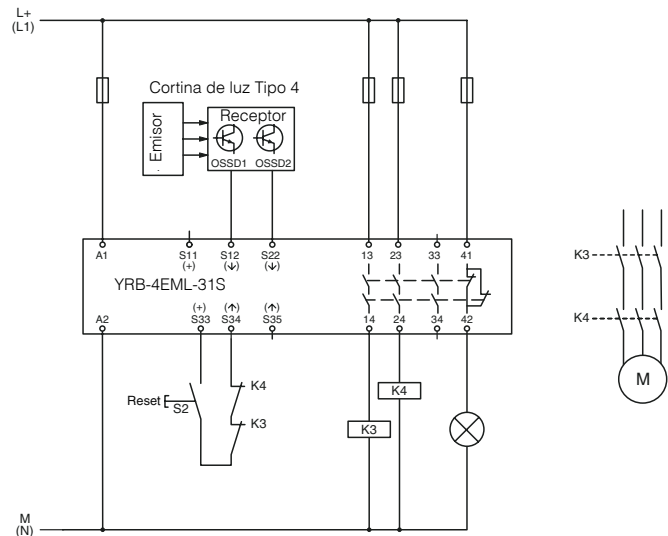 L+
(L1)
Cortina de luz Tipo 4
Emisor
Receptor
OSSD1 OSSD2
A1 S11 S12 S22 13 23 33 41
(+) (↓) (↓)
YRB-4EML-31S
(+) (↑) (↑)
A2 S33 S34 S35 14 24 34 42
K3
K4
M
Reset
S2
K4
K3
K4
K3
M
(N)